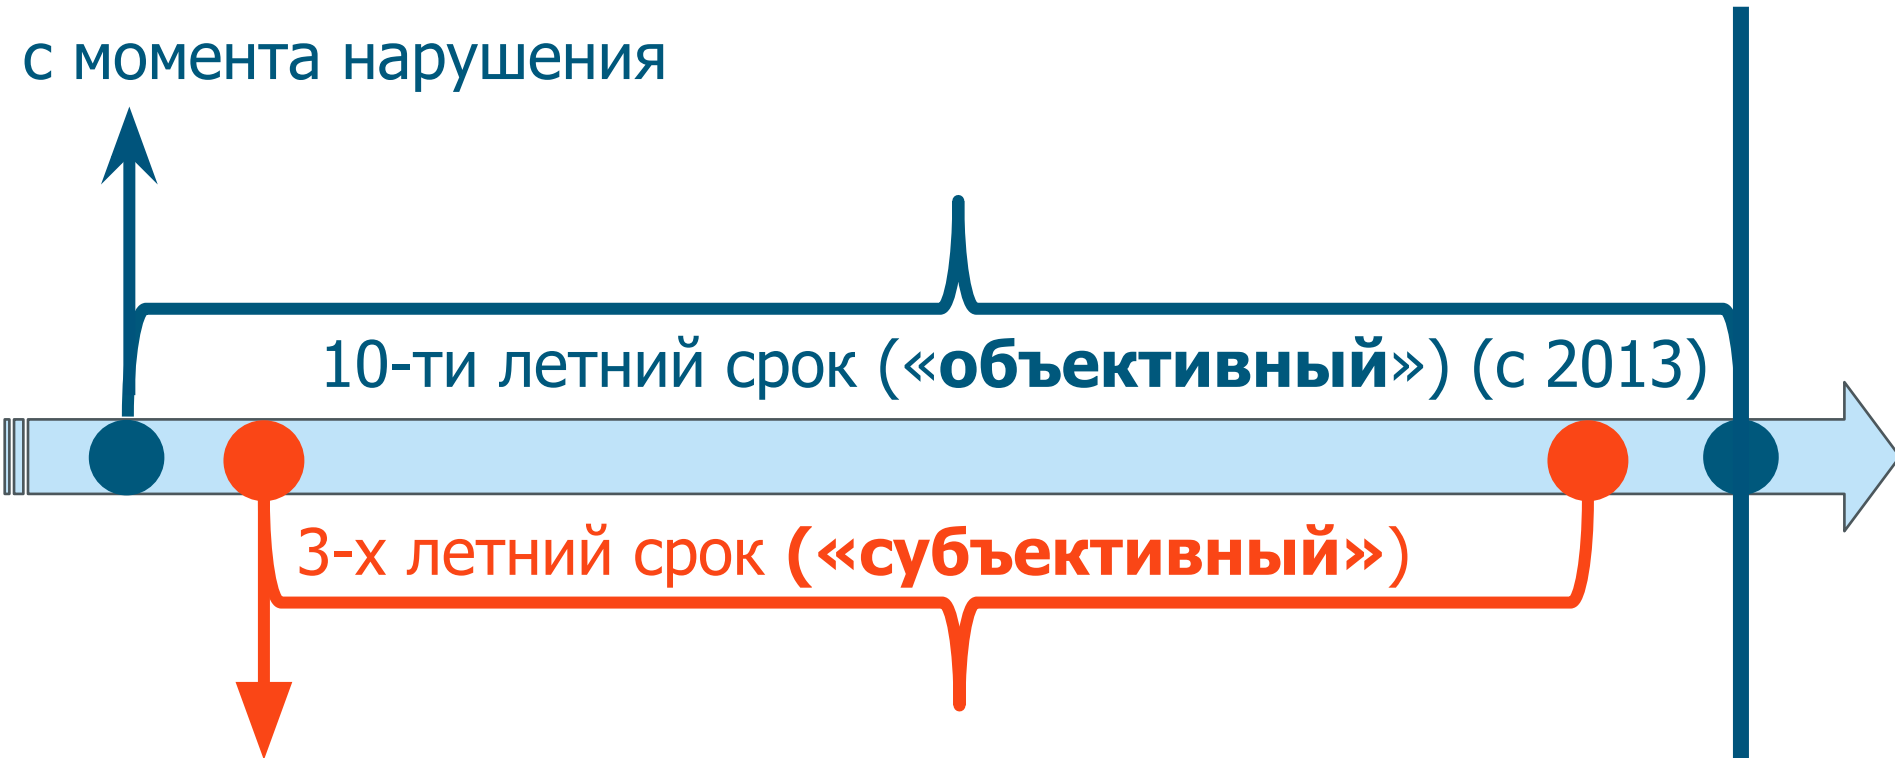 с момента нарушения
10-ти летний срок («объективный») (с 2013)
3-х летний срок («субъективный»)